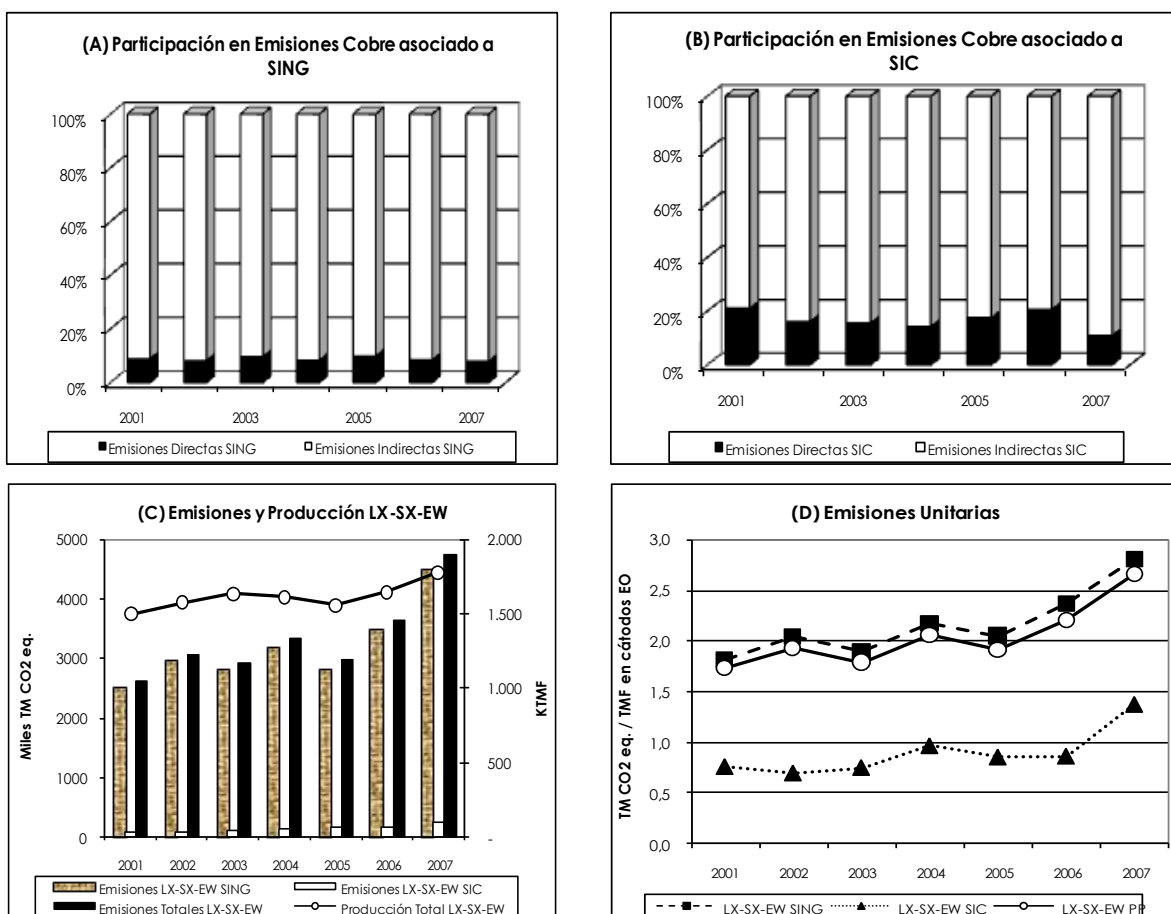 (A) Participación en Emisiones Cobre asociado a
SING
100%
80%
60%
40%
20%
0%
2001
2003
2005
2007
Emisiones Directas SING
Emisiones Indirectas SING
(B) Participación en Emisiones Cobre asociado a
SIC
100%
80%
60%
40%
20%
0%
2001
2003
2005
2007
Emisiones Directas SIC
Emisiones Indirectas SIC
(C) Emisiones y Producción LX-SX-EW
Miles TM CO2 eq.
5000
4000
3000
2000
1000
0
KTMF
2.000
1.500
1.000
500
-
2001
2002
2003
2004
2005
2006
2007
Emisiones LX-SX-EW SING
Emisiones LX-SX-EW SIC
Emisiones Totales LX-SX-EW
Producción Total LX-SX-EW
(D) Emisiones Unitarias
TM CO2 eq. / TMF en cátodos EO
3,0
2,5
2,0
1,5
1,0
0,5
0,0
2001
2002
2003
2004
2005
2006
2007
LX-SX-EW SING
LX-SX-EW SIC
LX-SX-EW PP